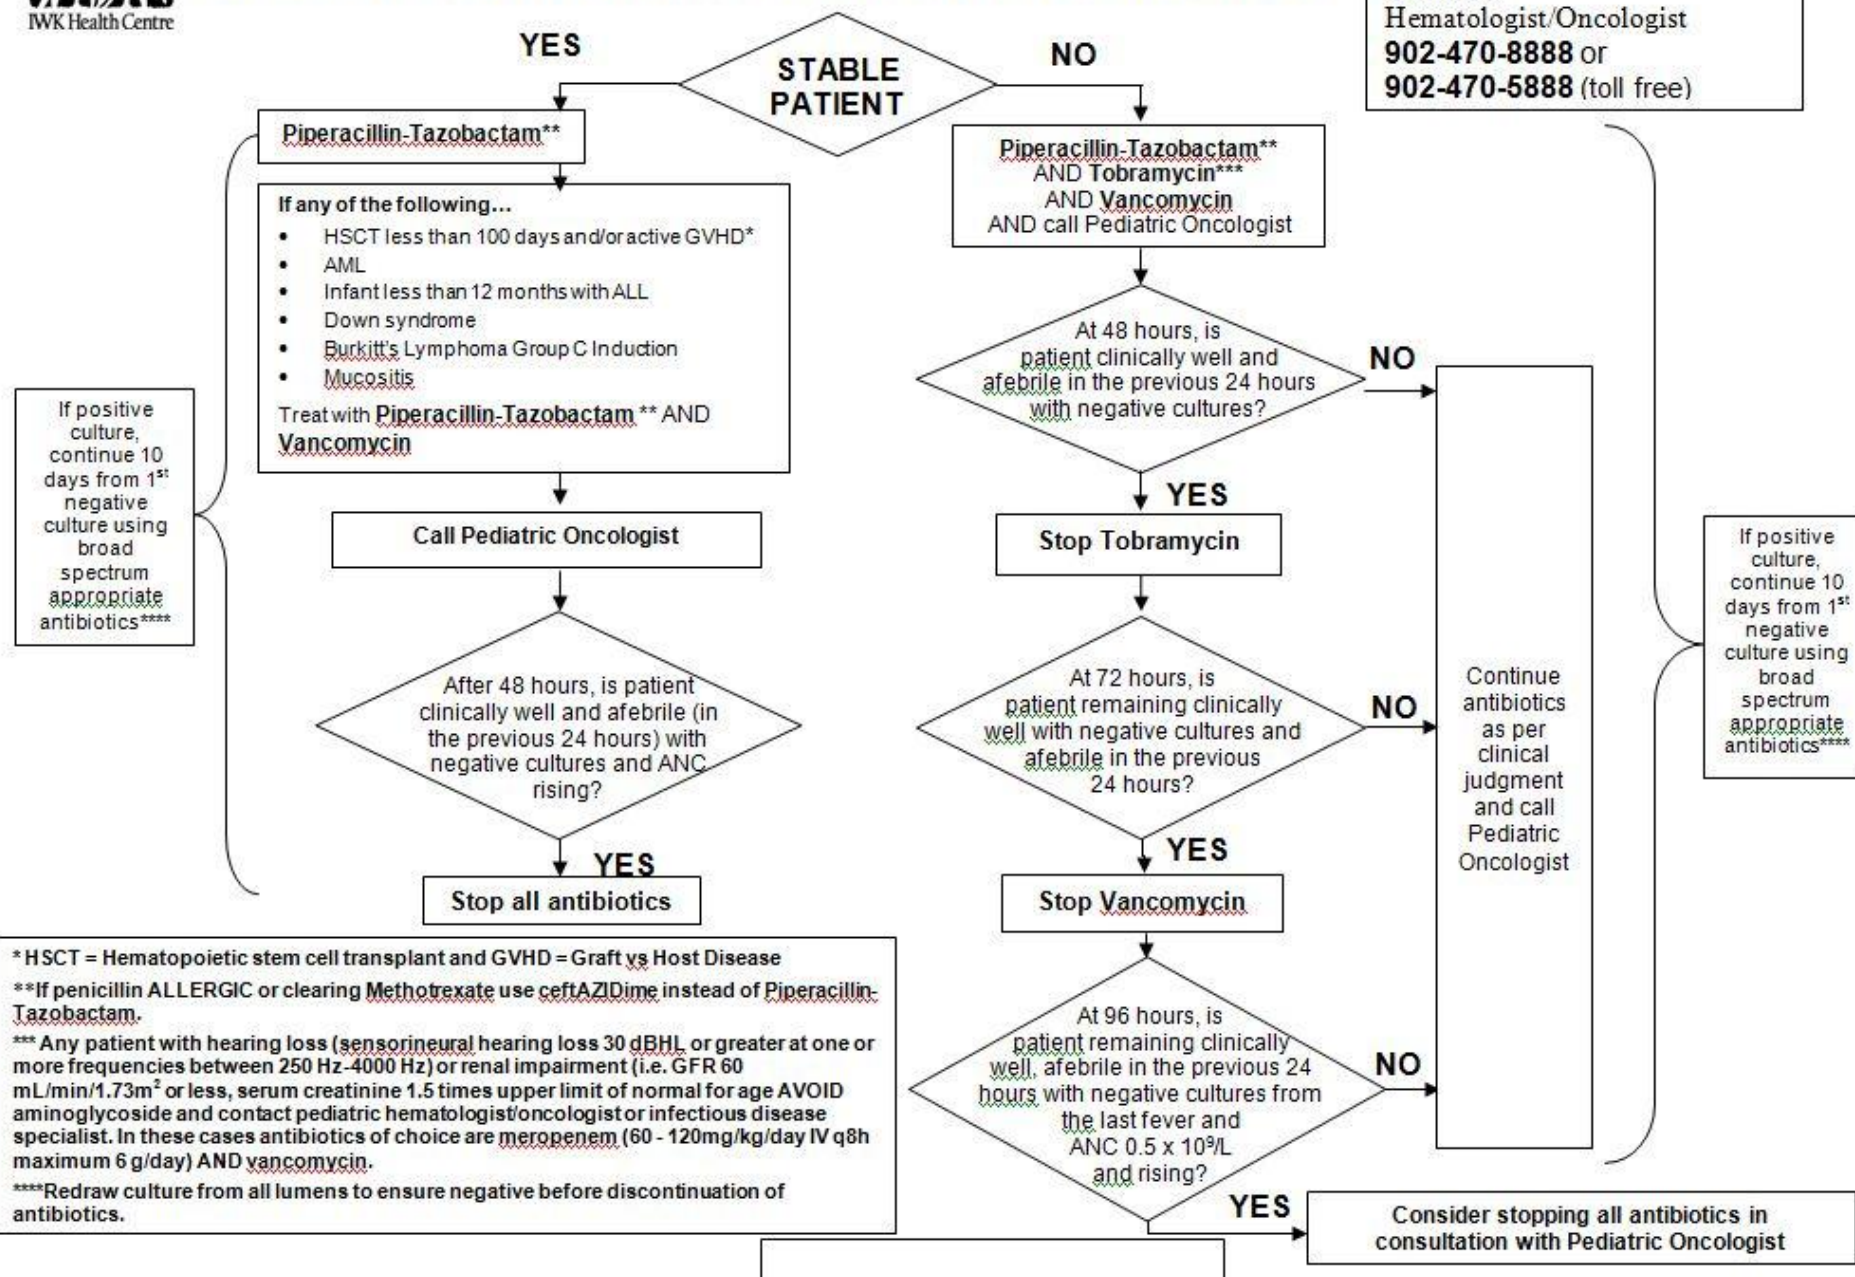 IWK Health Centre
Hematologist/Oncologist
902-470-8888 or
902-470-5888 (toll free)
STABLE
PATIENT
YES
NO
Piperacillin-Tazobactam**
If any of the following...
• HSCT less than 100 days and/or active GVHD*
• AML
• Infant less than 12 months with ALL
• Down syndrome
• Burkitt's Lymphoma Group C Induction
• Mucositis
Treat with Piperacillin-Tazobactam ** AND
Vancomycin
Call Pediatric Oncologist
After 48 hours, is patient
clinically well and afebrile (in
the previous 24 hours) with
negative cultures and ANC
rising?
YES
Stop all antibiotics
If positive
culture,
continue 10
days from 1st
negative
culture using
broad
spectrum
appropriate
antibiotics****
Piperacillin-Tazobactam**
AND Tobramycin***
AND Vancomycin
AND call Pediatric Oncologist
At 48 hours, is
patient clinically well and
afebrile in the previous 24 hours
with negative cultures?
NO
YES
Stop Tobramycin
At 72 hours, is
patient remaining clinically
well with negative cultures and
afebrile in the previous
24 hours?
NO
YES
Stop Vancomycin
At 96 hours, is
patient remaining clinically
well, afebrile in the previous 24
hours with negative cultures from
the last fever and
ANC 0.5 x 10⁹/L
and rising?
NO
YES
Consider stopping all antibiotics in
consultation with Pediatric Oncologist
Continue
antibiotics
as per
clinical
judgment
and call
Pediatric
Oncologist
If positive
culture,
continue 10
days from 1st
negative
culture using
broad
spectrum
appropriate
antibiotics****
* HSCT = Hematopoietic stem cell transplant and GVHD = Graft vs Host Disease
**If penicillin ALLERGIC or clearing Methotrexate use ceftAZIDime instead of Piperacillin-
Tazobactam.
*** Any patient with hearing loss (sensorineural hearing loss 30 dBHL or greater at one or
more frequencies between 250 Hz-4000 Hz) or renal impairment (i.e. GFR 60
mL/min/1.73m² or less, serum creatinine 1.5 times upper limit of normal for age AVOID
aminoglycoside and contact pediatric hematologist/oncologist or infectious disease
specialist. In these cases antibiotics of choice are meropenem (60 - 120mg/kg/day IV q8h
maximum 6 g/day) AND vancomycin.
****Redraw culture from all lumens to ensure negative before discontinuation of
antibiotics.